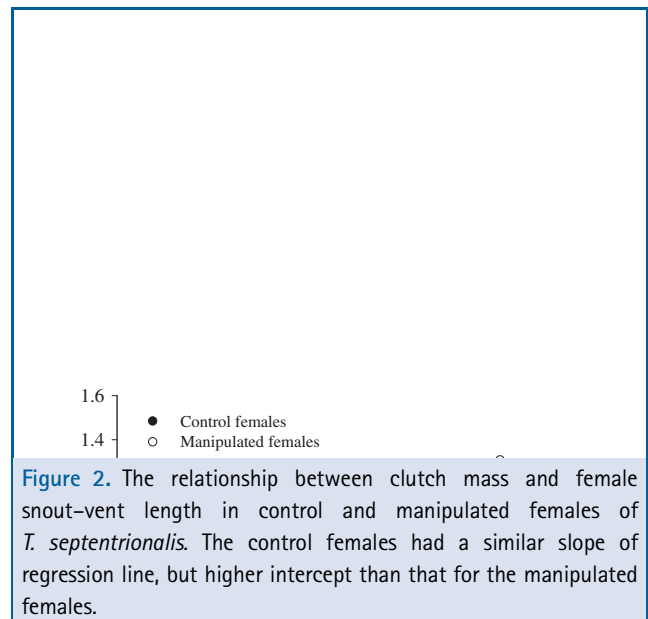 1.6
Control females
1.4
Manipulated females
Figure 2. The relationship between clutch mass and female
snout–vent length in control and manipulated females of
T. septentrionalis. The control females had a similar slope of
regression line, but higher intercept than that for the manipulated
females.